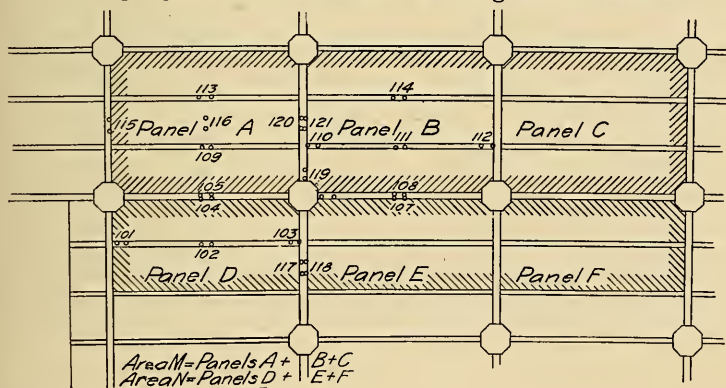 113 114
115 Panel 116 A 120 121 Panel B Panel C
110 111 112
109
119
105 108
104 107
101 103
102
117 118
Panel D Panel E Panel F
Area M=Panels A+ B+C
Area N=Panels D+ E+F